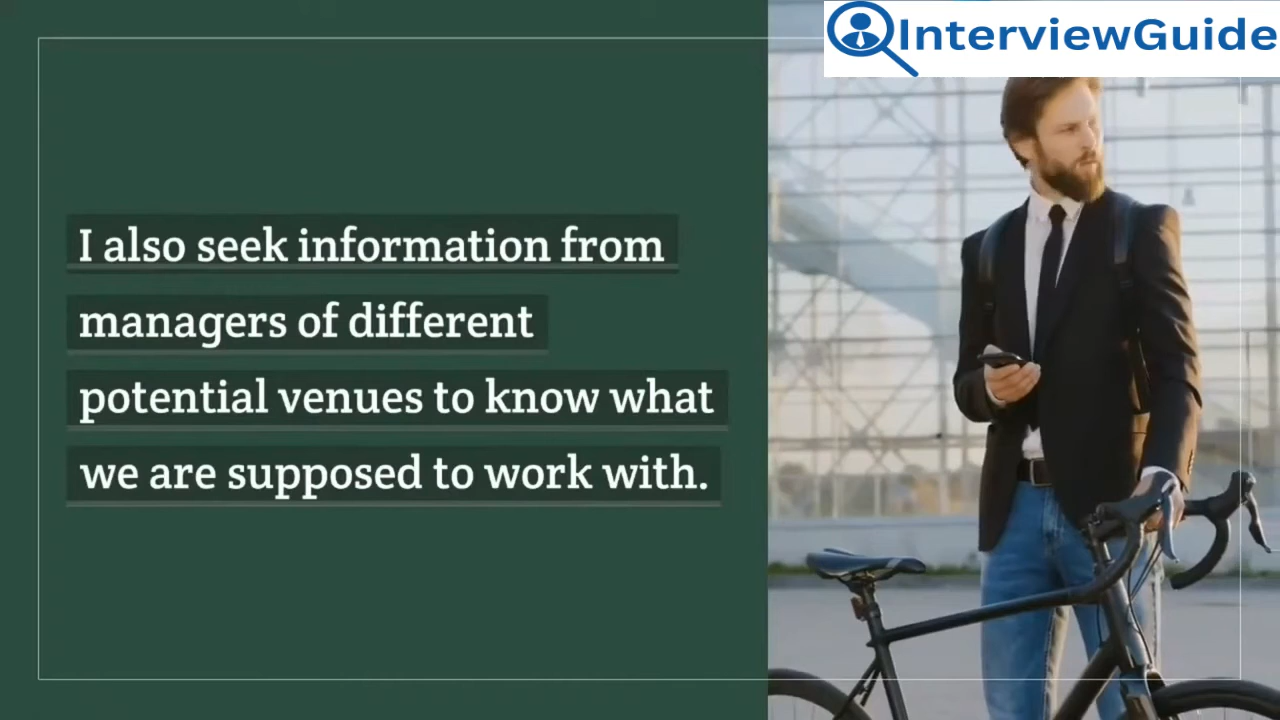 InterviewGuide
I also seek information from
managers of different
potential venues to know what
we are supposed to work with.